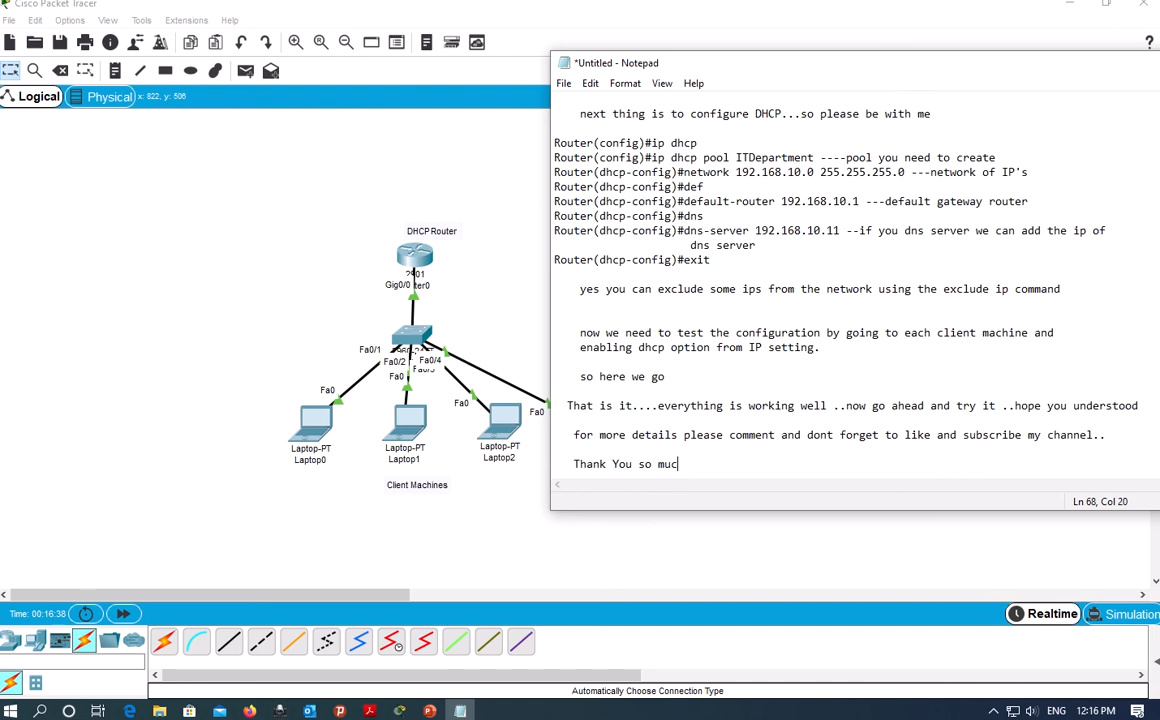 Cisco Packet Tracer
File Edit Options View Tools Extensions Help
?
Logical Physical x: 822, y: 506
*Untitled - Notepad
File Edit Format View Help
next thing is to configure DHCP...so please be with me
Router(config)#ip dhcp
Router(config)#ip dhcp pool ITDepartment ----pool you need to create
Router(dhcp-config)#network 192.168.10.0 255.255.255.0 ---network of IP's
Router(dhcp-config)#def
Router(dhcp-config)#default-router 192.168.10.1 ---default gateway router
Router(dhcp-config)#dns
Router(dhcp-config)#dns-server 192.168.10.11 --if you dns server we can add the ip of
dns server
Router(dhcp-config)#exit
yes you can exclude some ips from the network using the exclude ip command
now we need to test the configuration by going to each client machine and
enabling dhcp option from IP setting.
so here we go
That is it....everything is working well ..now go ahead and try it ..hope you understood
for more details please comment and dont forget to like and subscribe my channel..
Thank You so muc
Ln 68, Col 20
DHCP Router
Gig0/0
Fa0/1
Fa0/2
Fa0/4
Fa0
Fa0
Fa0
Fa0
Laptop-PT
Laptop0
Laptop-PT
Laptop1
Laptop-PT
Laptop2
Client Machines
Time: 00:16:38
Realtime
Simulation
Automatically Choose Connection Type
ENG 12:16 PM